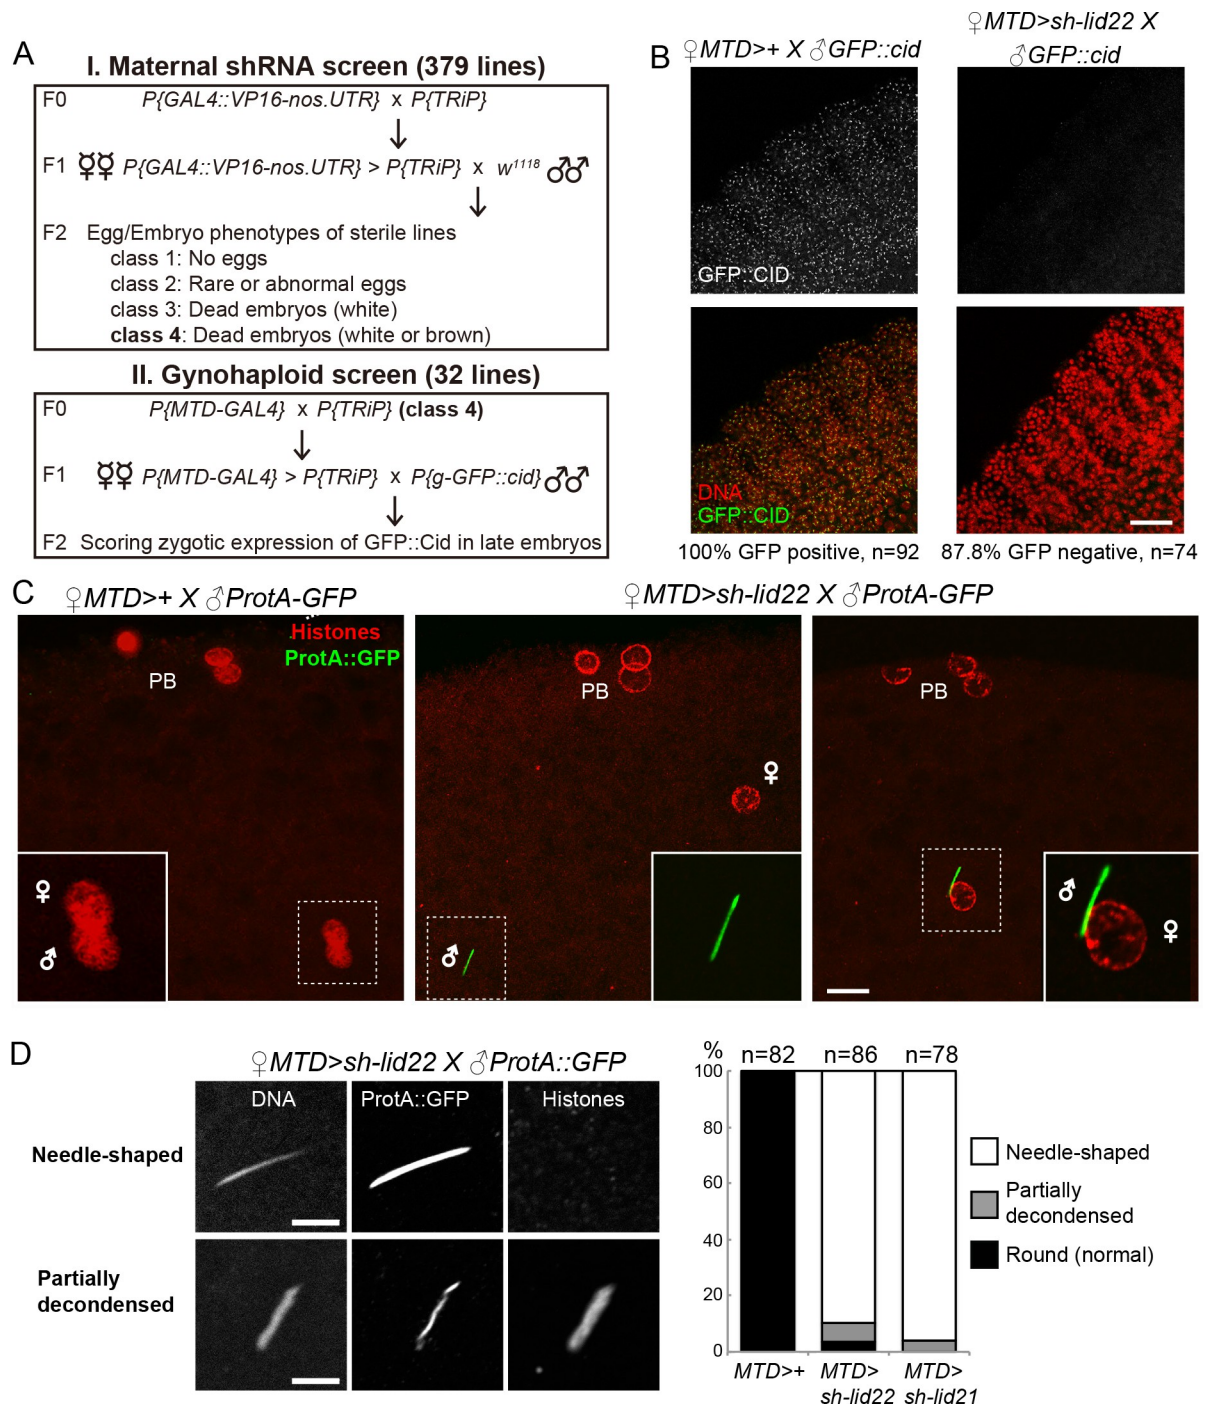 A
I. Maternal shRNA screen (379 lines)
F0 P{GAL4::VP16-nos.UTR} x P{TRiP}
F1 ☿☿ P{GAL4::VP16-nos.UTR} > P{TRiP} x w1118 ♂♂
F2 Egg/Embryo phenotypes of sterile lines
class 1: No eggs
class 2: Rare or abnormal eggs
class 3: Dead embryos (white)
class 4: Dead embryos (white or brown)
II. Gynohaploid screen (32 lines)
F0 P{MTD-GAL4} x P{TRiP} (class 4)
F1 ☿☿ P{MTD-GAL4} > P{TRiP} x P{g-GFP::cid} ♂♂
F2 Scoring zygotic expression of GFP::Cid in late embryos
B
♀MTD>+ X ♂GFP::cid
♀MTD>sh-lid22 X
♂GFP::cid
GFP::CID
DNA
GFP::CID
100% GFP positive, n=92
87.8% GFP negative, n=74
C
♀MTD>+ X ♂ProtA-GFP
♀MTD>sh-lid22 X ♂ProtA-GFP
Histones
ProtA::GFP
PB
♀
♂
PB
♀
♂
PB
♂
♀
D
♀MTD>sh-lid22 X ♂ProtA::GFP
DNA ProtA::GFP Histones
Needle-shaped
Partially
decondensed
%
n=82 n=86 n=78
100
80
60
40
20
0
MTD>+
MTD>
sh-lid22
MTD>
sh-lid21
Needle-shaped
Partially
decondensed
Round (normal)